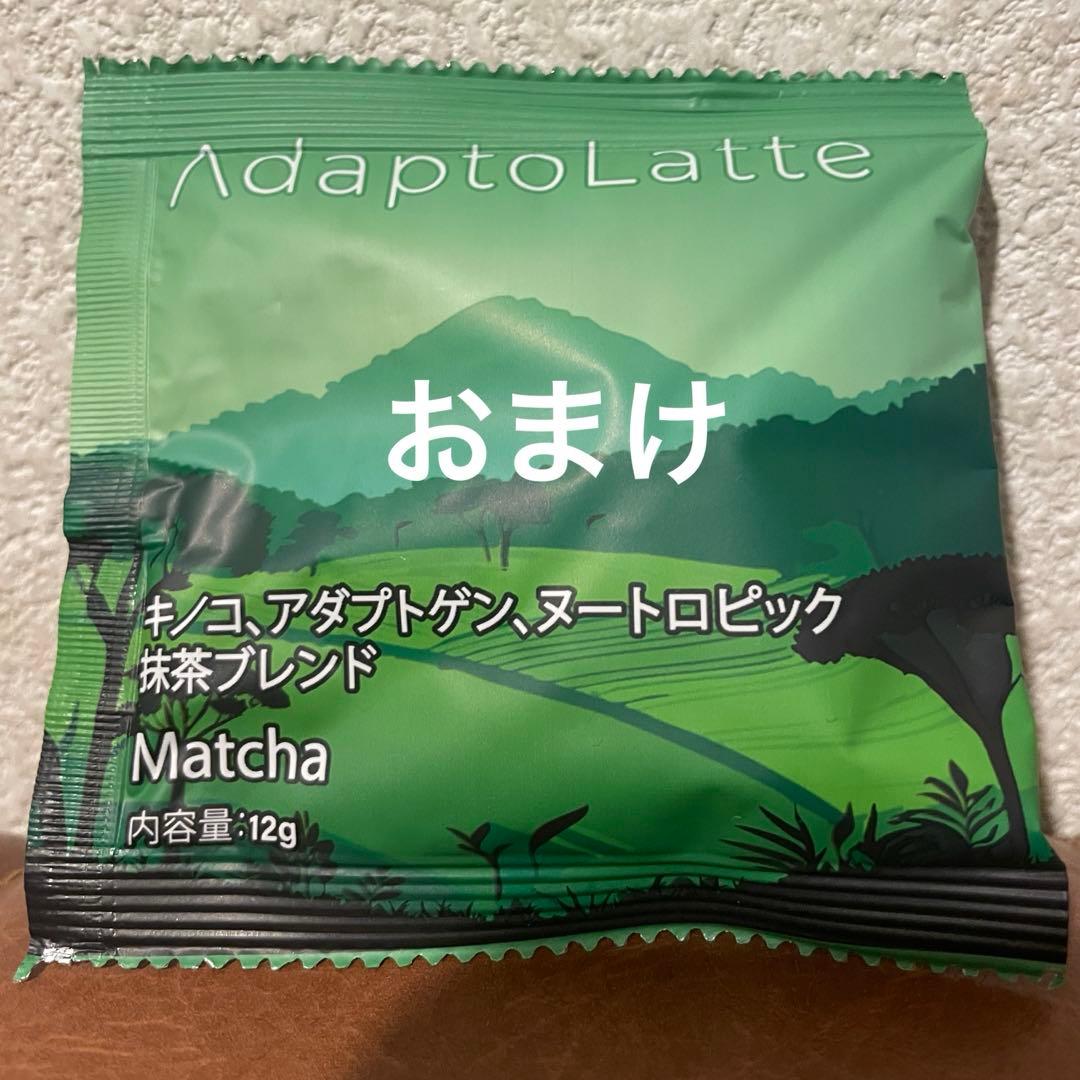 AdaptoLatte
おまけ
キノコ、アダプトゲン、ヌートロピック
抹茶ブレンド
Matcha
内容量:12g